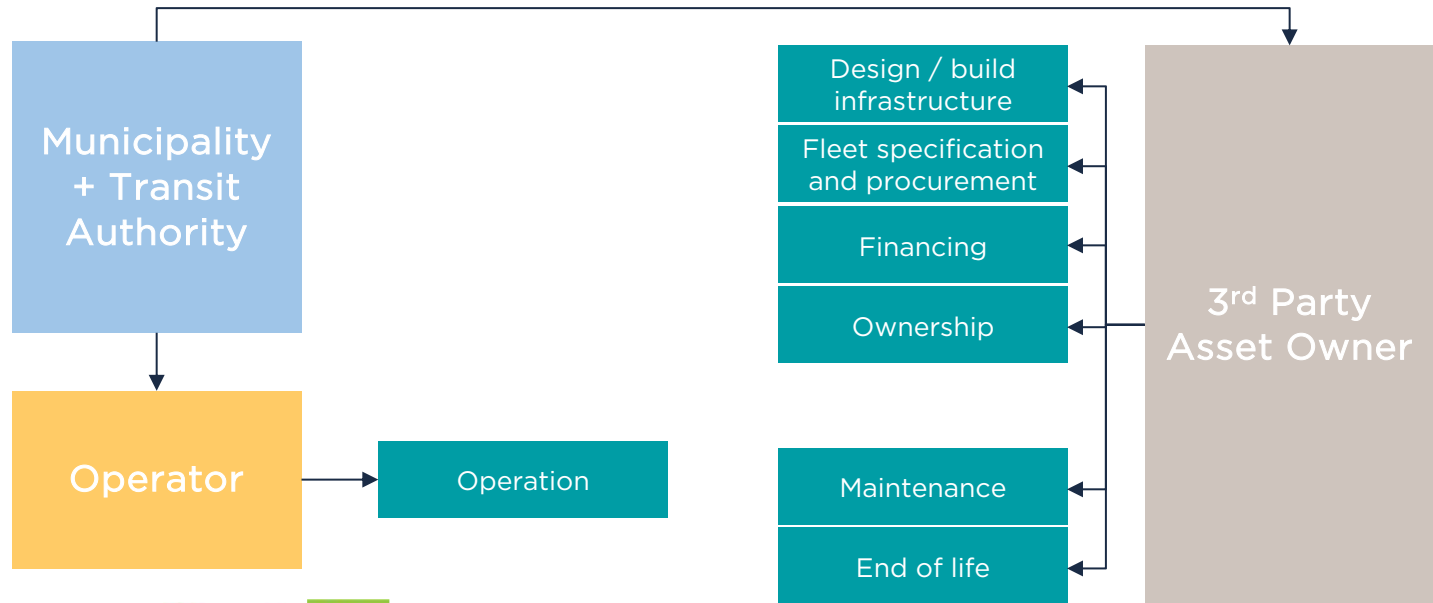 Municipality
+ Transit
Authority
Operator
Operation
Design / build
infrastructure
Fleet specification
and procurement
Financing
Ownership
Maintenance
End of life
3rd Party
Asset Owner